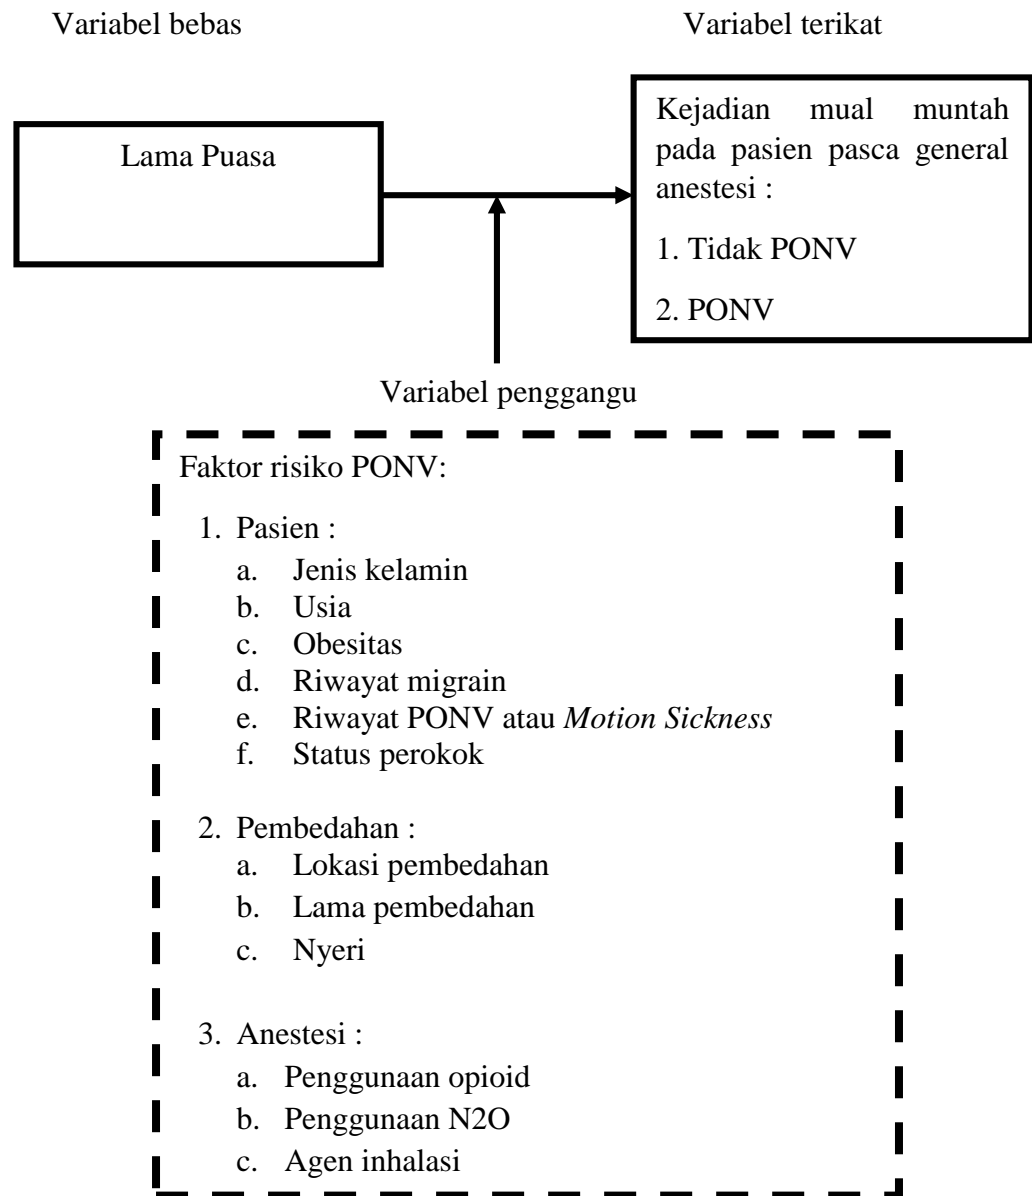 Variabel bebas
Variabel terikat
Lama Puasa
Kejadian mual muntah
pada pasien pasca general
anestesi :
1. Tidak PONV
2. PONV
Variabel penggangu
Faktor risiko PONV:
1. Pasien :
a. Jenis kelamin
b. Usia
c. Obesitas
d. Riwayat migrain
e. Riwayat PONV atau Motion Sickness
f. Status perokok
2. Pembedahan :
a. Lokasi pembedahan
b. Lama pembedahan
c. Nyeri
3. Anestesi :
a. Penggunaan opioid
b. Penggunaan N2O
c. Agen inhalasi